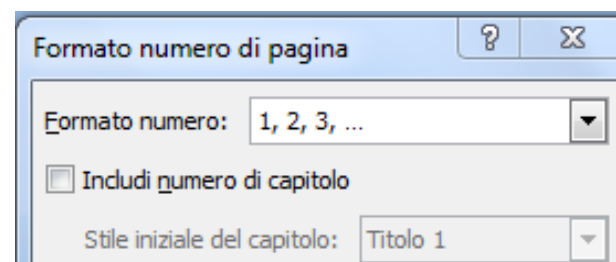 Formato numero di pagina
Formato numero: 1, 2, 3, ...
Includi numero di capitolo
Stile iniziale del capitolo: Titolo 1